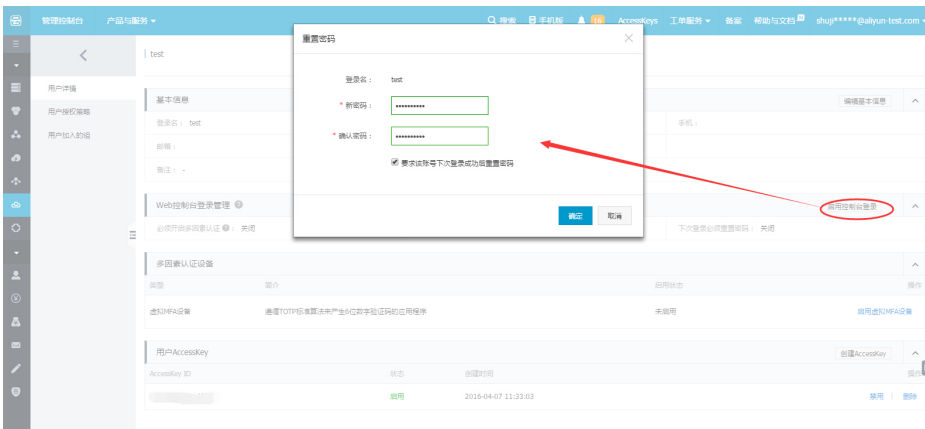 管理控制台 产品与服务 搜索 手机版 16 AccessKeys 工单服务 备案 帮助与文档 shuji*****@aliyun-test.com
重置密码
test
登录名： test
用户详情
用户授权策略
用户加入的组
基本信息 编辑基本信息
* 新密码： ••••••••••
登录名： test 手机：
* 确认密码： ••••••••••
邮箱：
要求该账号下次登录成功后重置密码
备注： -
Web控制台登录管理 启用控制台登录
确定 取消
必须开启多因素认证 ： 关闭 下次登录必须重置密码： 关闭
多因素认证设备
类型 简介 启用状态 操作
虚拟MFA设备 遵循TOTP标准算法来产生6位数字验证码的应用程序 未启用 启用虚拟MFA设备
用户AccessKey 创建AccessKey
AccessKey ID 状态 创建时间 操作
启用 2016-04-07 11:33:03 禁用 | 删除